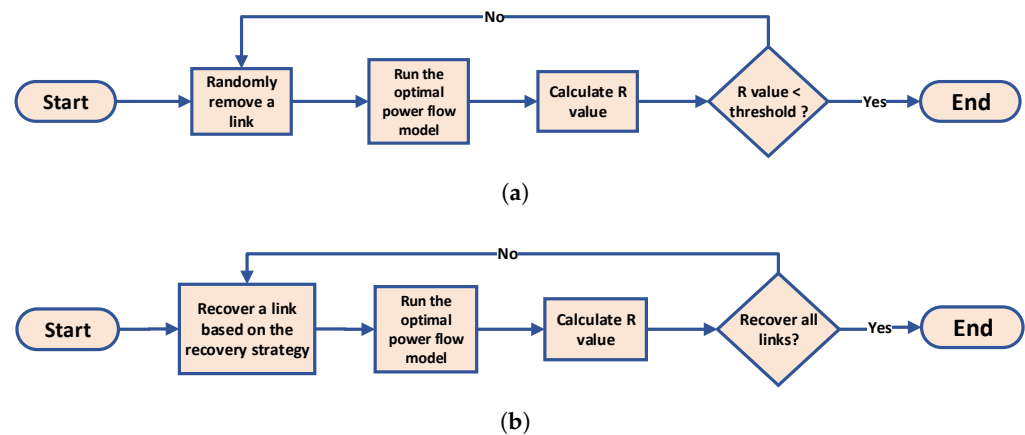 No
Start
Randomly
remove a
link
Run the
optimal
power flow
model
Calculate R
value
R value <
threshold ?
Yes
End
(a)
No
Start
Recover a link
based on the
recovery strategy
Run the
optimal
power flow
model
Calculate R
value
Recover all
links?
Yes
End
(b)